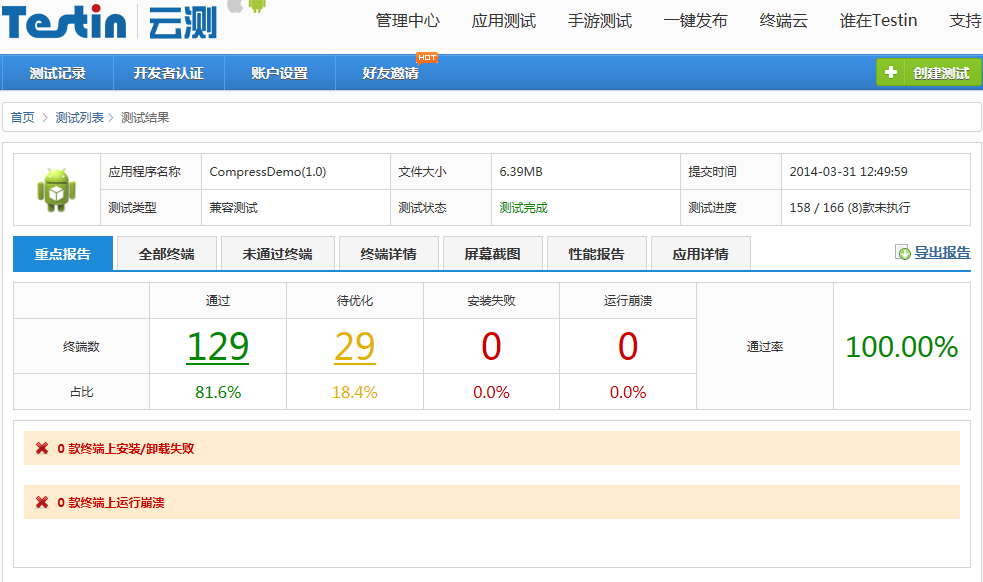 Testin 云测 管理中心 应用测试 手游测试 一键发布 终端云 谁在Testin 支持
HOT
测试记录 开发者认证 账户设置 好友邀请 创建测试
首页 测试列表 测试结果
应用程序名称 CompressDemo(1.0) 文件大小 6.39MB 提交时间 2014-03-31 12:49:59
测试类型 兼容测试 测试状态 测试完成 测试进度 158 / 166 (8)款未执行
重点报告 全部终端 未通过终端 终端详情 屏幕截图 性能报告 应用详情 导出报告
通过 待优化 安装失败 运行崩溃
终端数 129 29 0 0 通过率 100.00%
占比 81.6% 18.4% 0.0% 0.0%
0 款终端上安装/卸载失败
0 款终端上运行崩溃